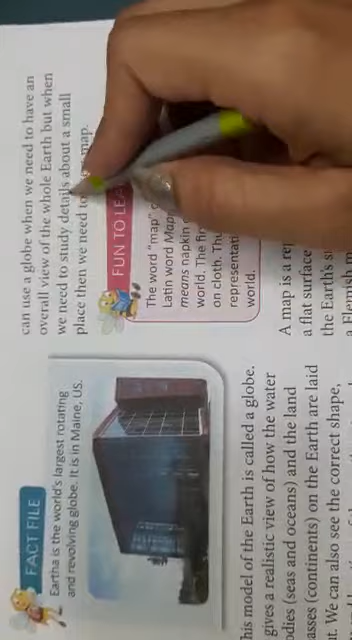 FACT FILE
Eartha is the world's largest rotating
and revolving globe. It is in Maine, US.
his model of the Earth is called a globe.
gives a realistic view of how the water
odies (seas and oceans) and the land
asses (continents) on the Earth are laid
t. We can also see the correct shape,
can use a globe when we need to have an
overall view of the whole Earth but when
we need to study details about a small
place then we need to map.
FUN TO LEA
The word "map"
Latin word Mapp
means napkin
world. The fir
on cloth. Th
representati
world.
A map is a rep
a flat surface
the Earth's s
a Flemish m